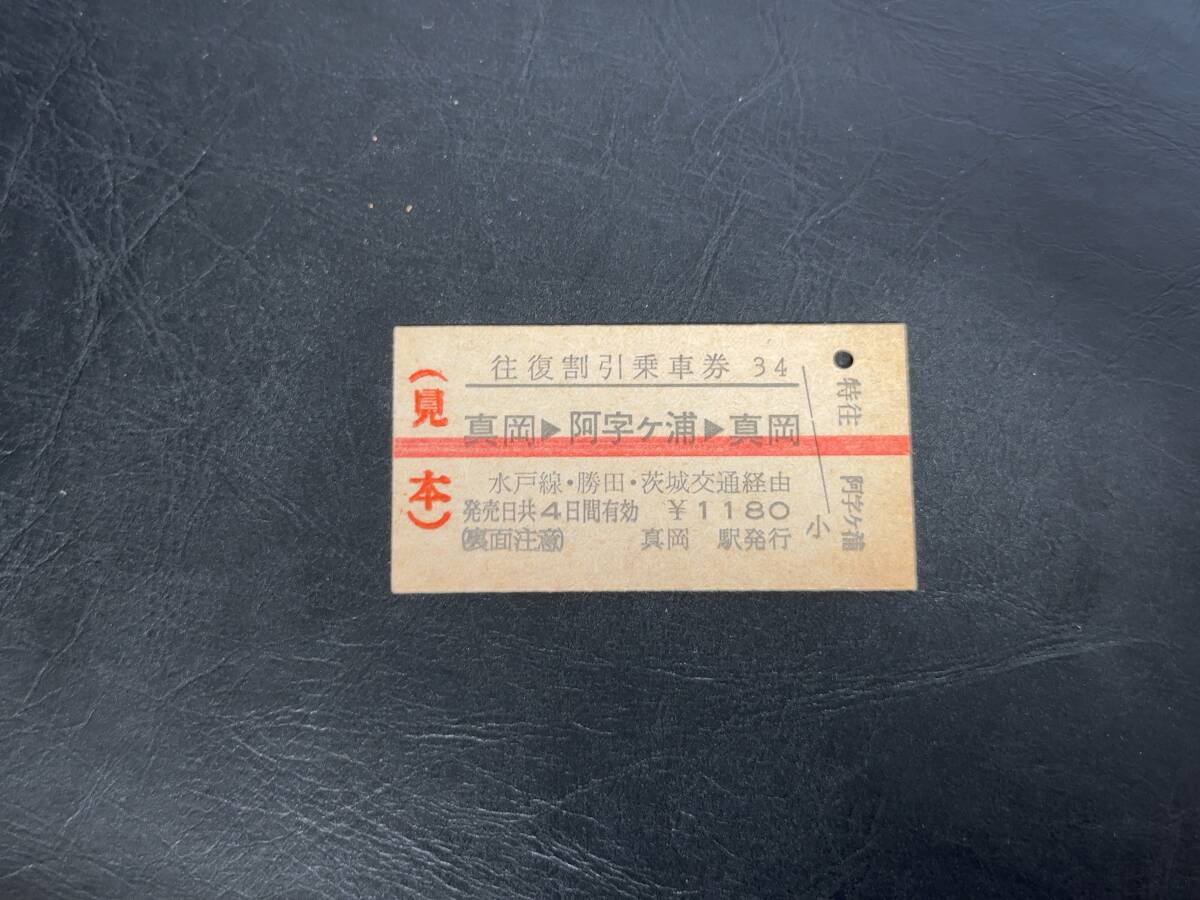 (見本)
往復割引乗車券 34
真岡▶阿字ケ浦▶真岡
水戸線・勝田・茨城交通経由
発売日共4日間有効 ¥1180
(裏面注意) 真岡 駅発行
小
特往 阿字ケ浦